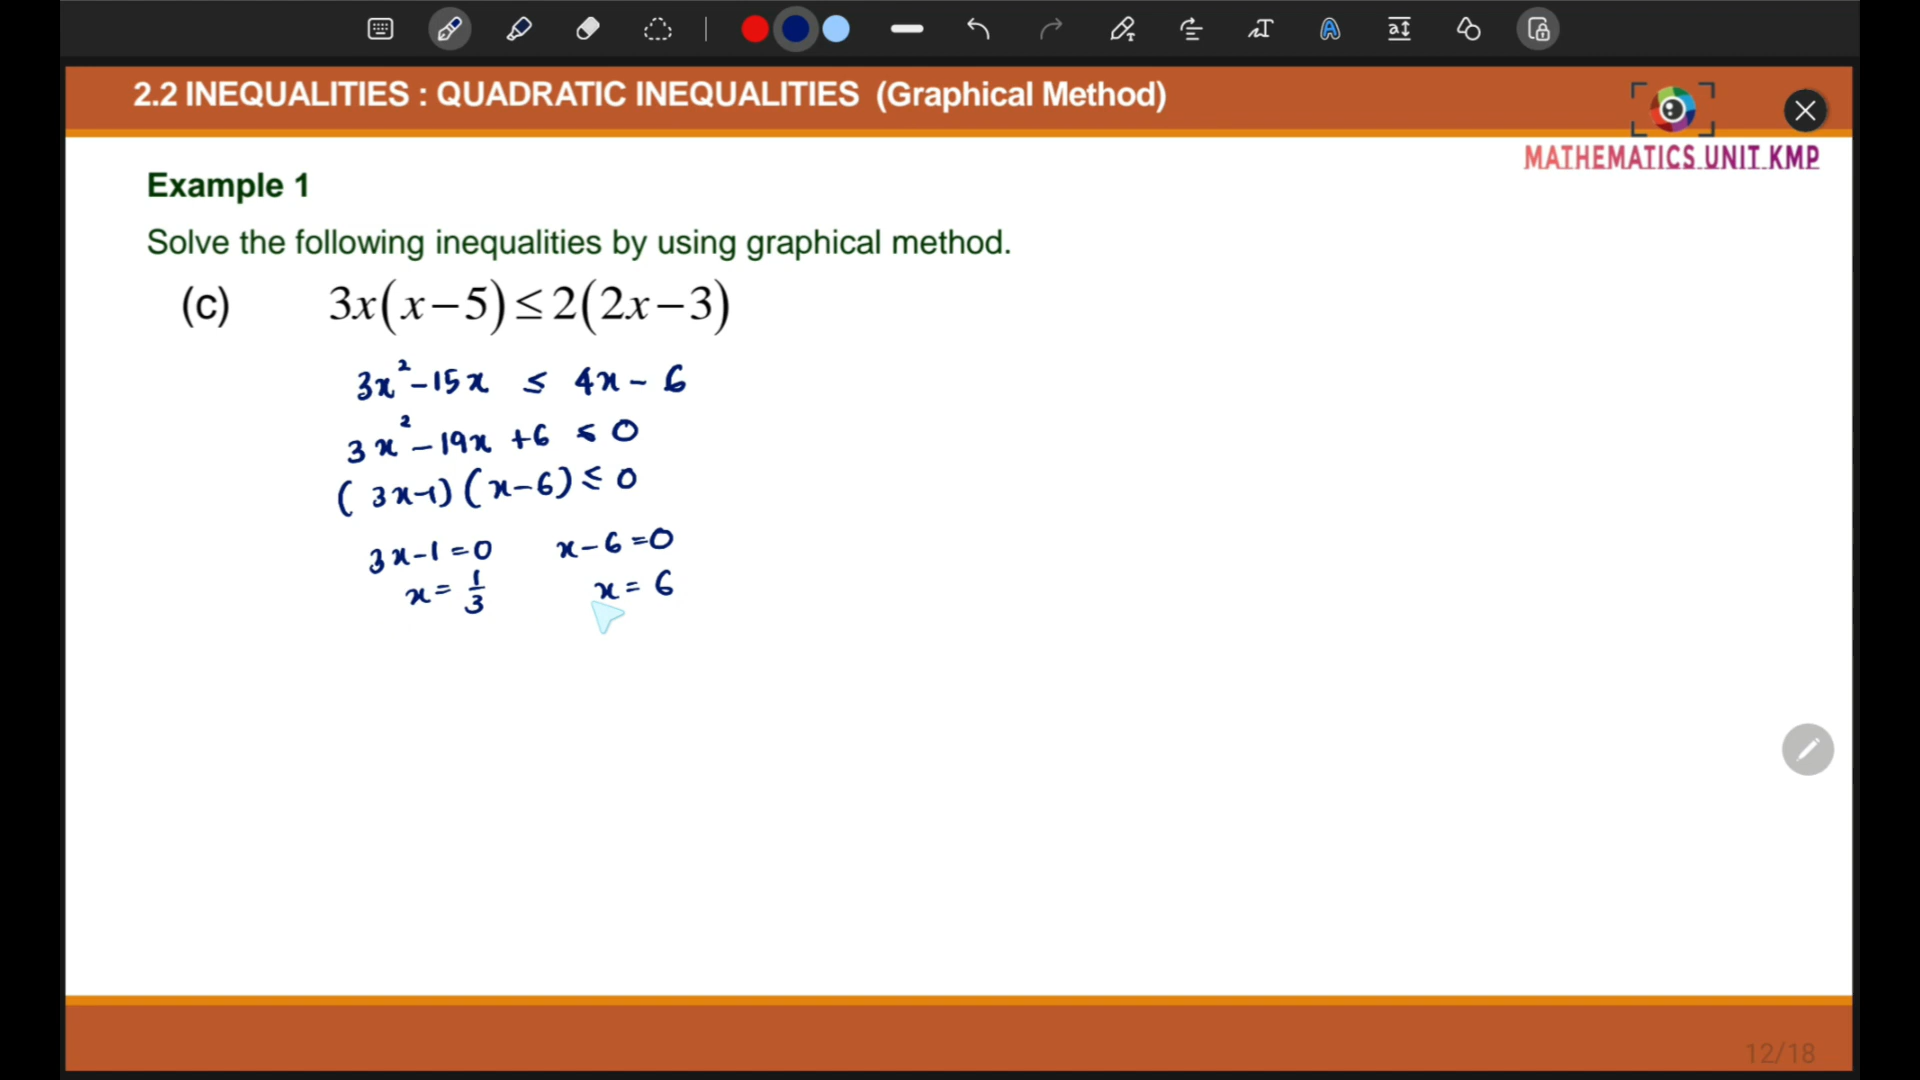 2.2 INEQUALITIES : QUADRATIC INEQUALITIES (Graphical Method)
MATHEMATICS.UNIT.KMP
Example 1
Solve the following inequalities by using graphical method.
(c) 3x(x−5)≤2(2x−3)
3x²-15x ≤ 4x - 6
3x²-19x+6 ≤ 0
(3x-1)(x-6) ≤ 0
3x-1=0 x-6=0
x = 1/3 x = 6
12/18